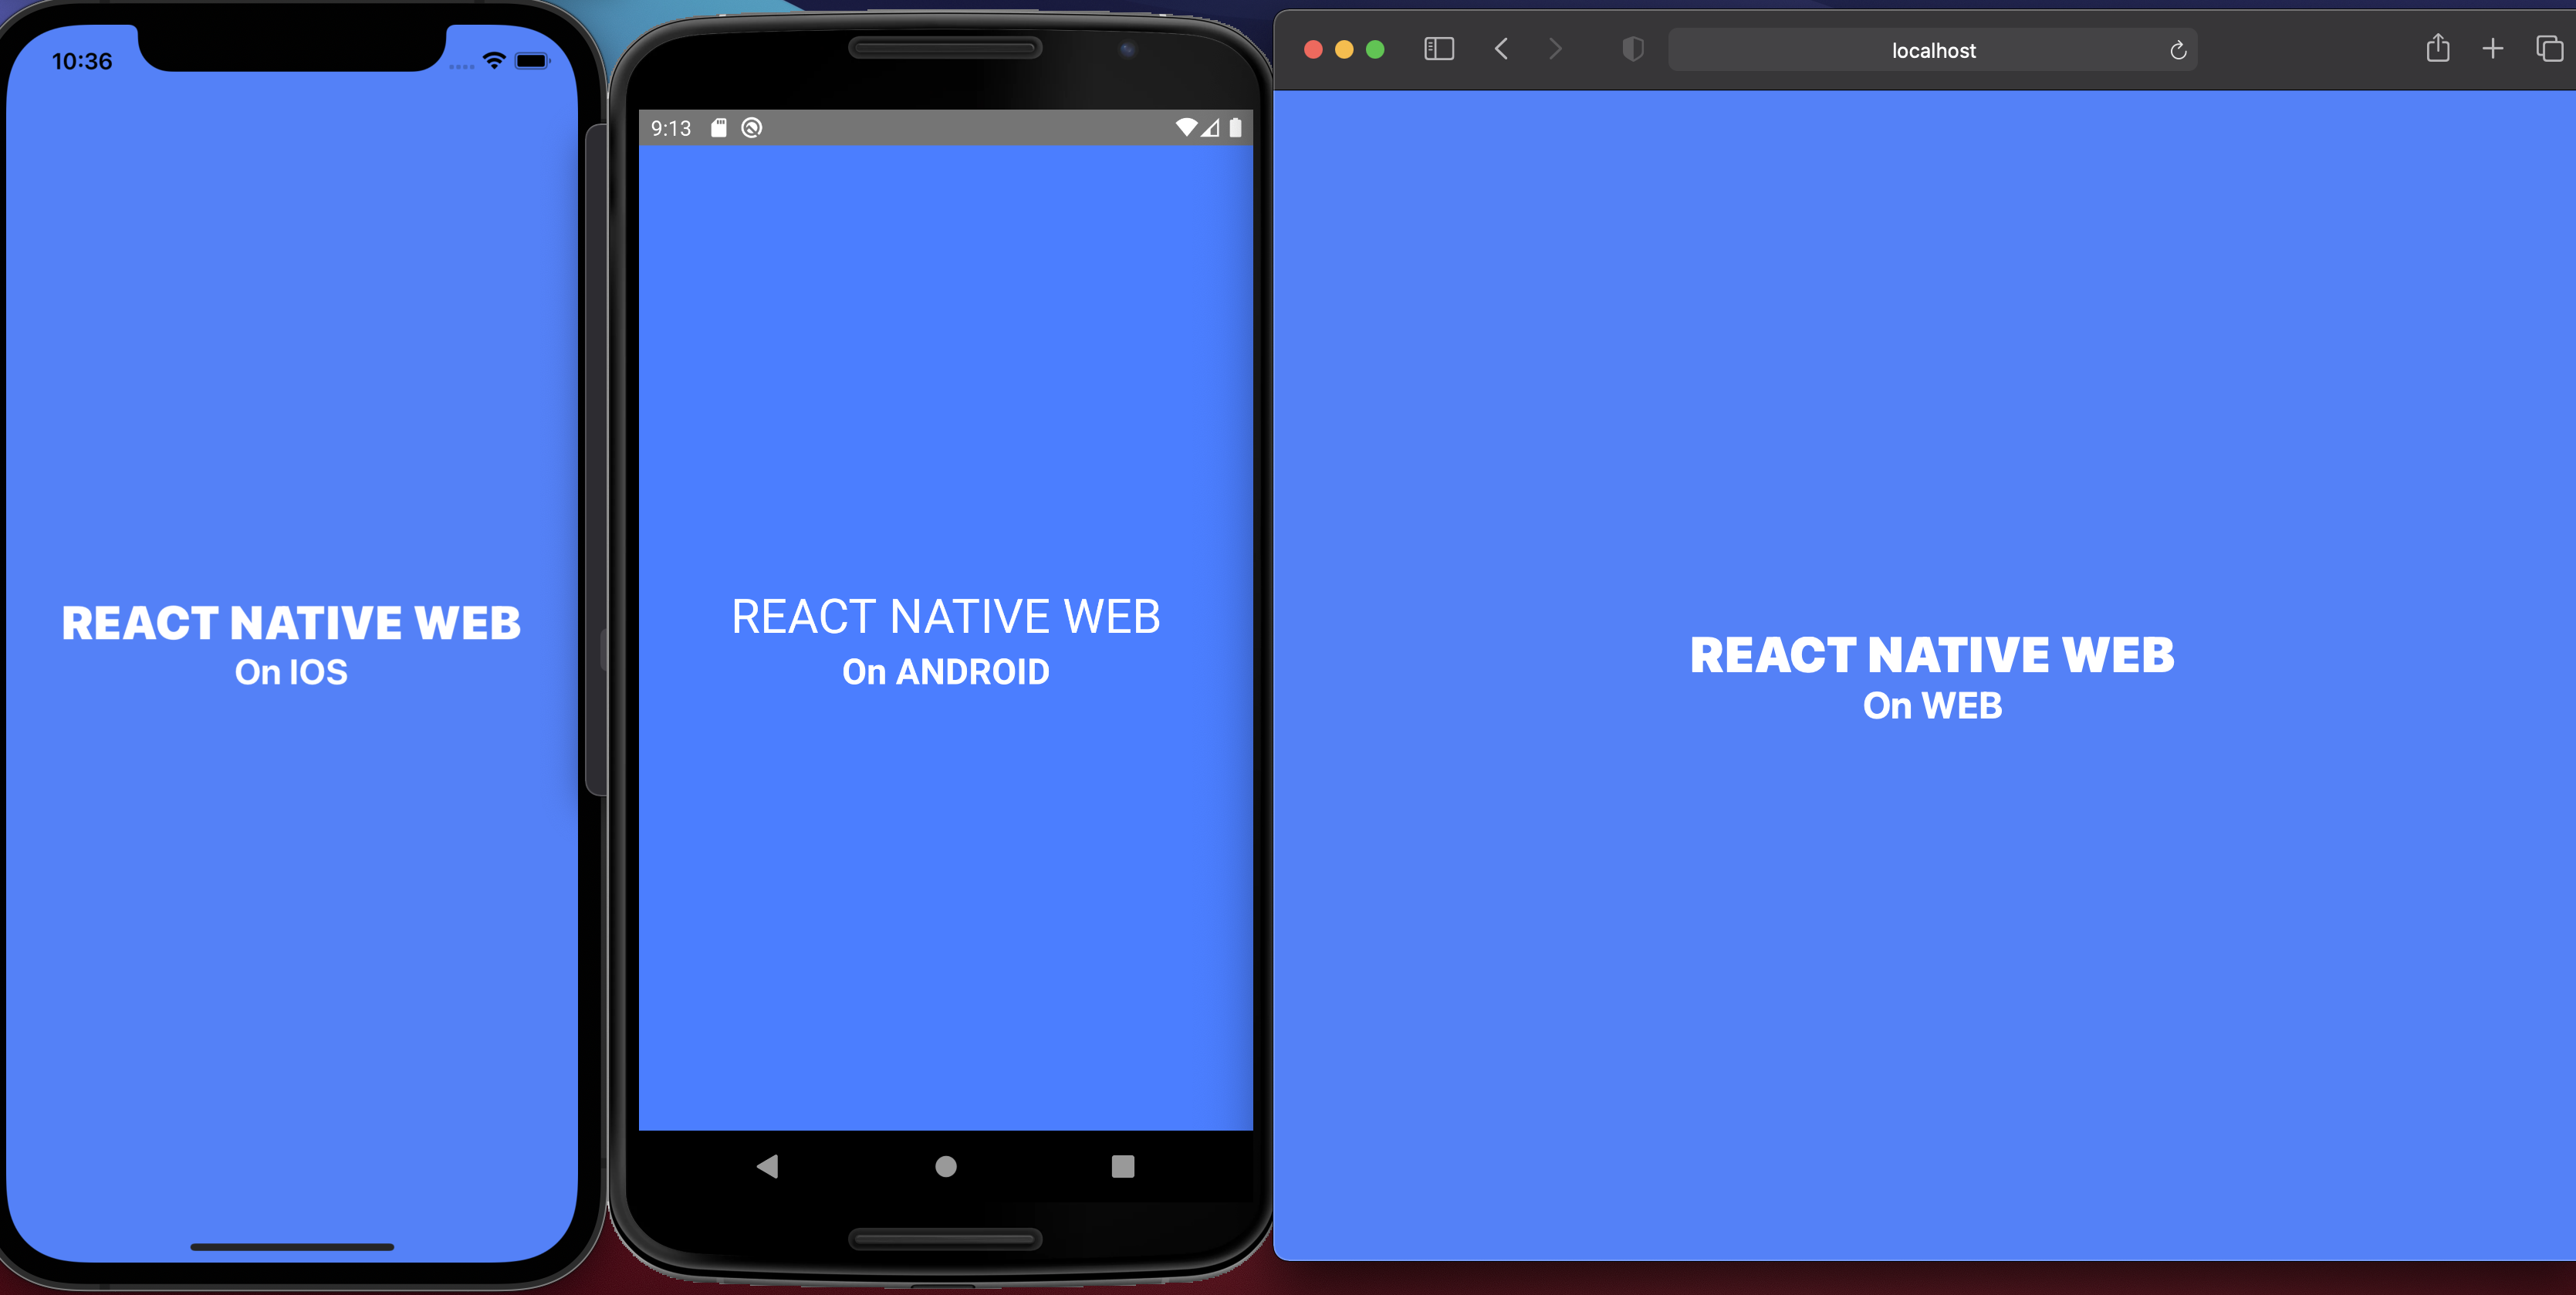 10:36
REACT NATIVE WEB
On IOS
9:13
REACT NATIVE WEB
On ANDROID
localhost
REACT NATIVE WEB
On WEB